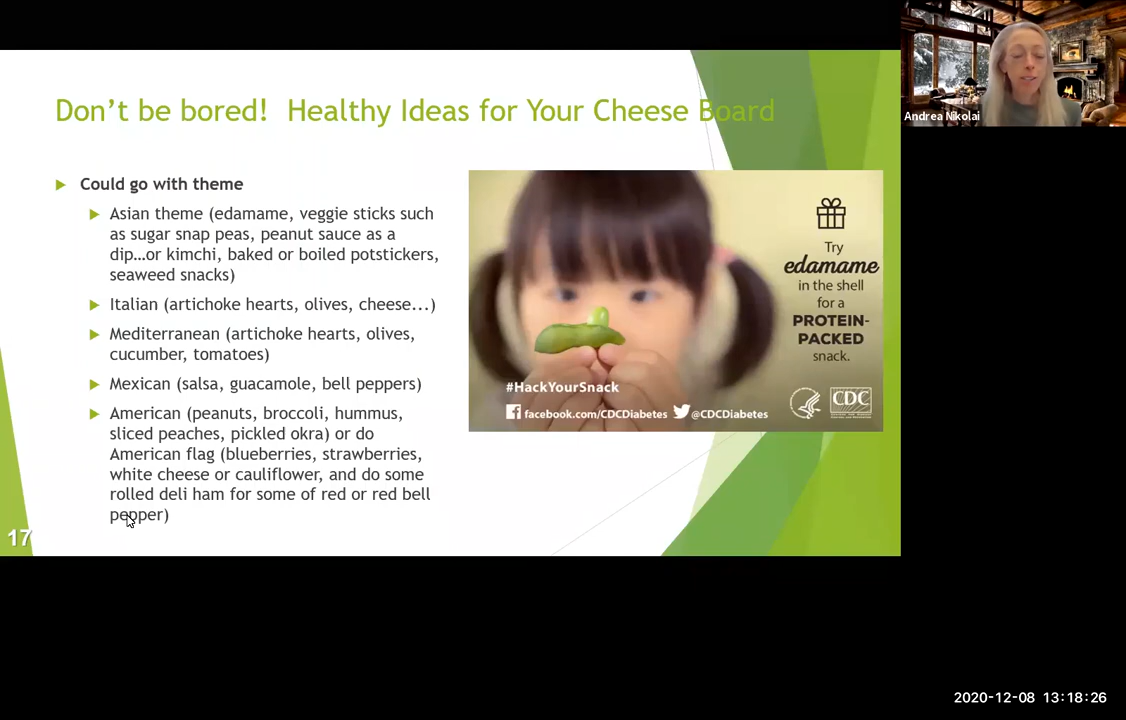 Don't be bored!  Healthy Ideas for Your Cheese Board
Could go with theme
Asian theme (edamame, veggie sticks such
as sugar snap peas, peanut sauce as a
dip...or kimchi, baked or boiled potstickers,
seaweed snacks)
Italian (artichoke hearts, olives, cheese...)
Mediterranean (artichoke hearts, olives,
cucumber, tomatoes)
Mexican (salsa, guacamole, bell peppers)
American (peanuts, broccoli, hummus,
sliced peaches, pickled okra) or do
American flag (blueberries, strawberries,
white cheese or cauliflower, and do some
rolled deli ham for some of red or red bell
pepper)
17
Try
edamame
in the shell
for a
PROTEIN-
PACKED
snack.
#HackYourSnack
facebook.com/CDCDiabetes
@CDCDiabetes
CDC
Andrea Nikolai
2020-12-08 13:18:26